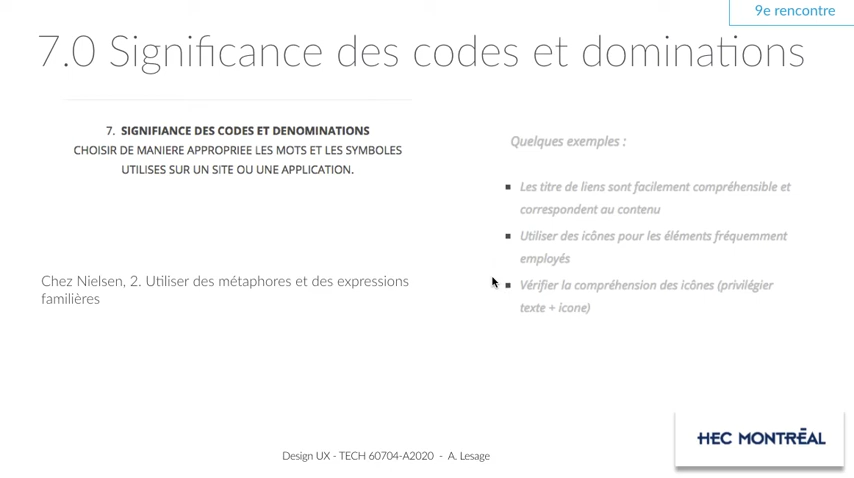 9e rencontre
7.0 Significance des codes et dominations
7. SIGNIFIANCE DES CODES ET DENOMINATIONS
CHOISIR DE MANIERE APPROPRIEE LES MOTS ET LES SYMBOLES
UTILISES SUR UN SITE OU UNE APPLICATION.
Chez Nielsen, 2. Utiliser des métaphores et des expressions
familières
Quelques exemples :
▪ Les titre de liens sont facilement compréhensible et
correspondent au contenu
▪ Utiliser des icônes pour les éléments fréquemment
employés
▪ Vérifier la compréhension des icônes (privilégier
texte + icone)
HEC MONTRĒAL
Design UX - TECH 60704-A2020 - A. Lesage